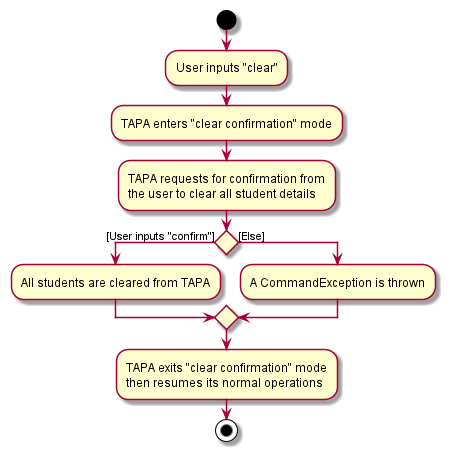 User inputs "clear"
TAPA enters "clear confirmation" mode
TAPA requests for confirmation from
the user to clear all student details
[User inputs "confirm"]
[Else]
All students are cleared from TAPA
A CommandException is thrown
TAPA exits "clear confirmation" mode
then resumes its normal operations